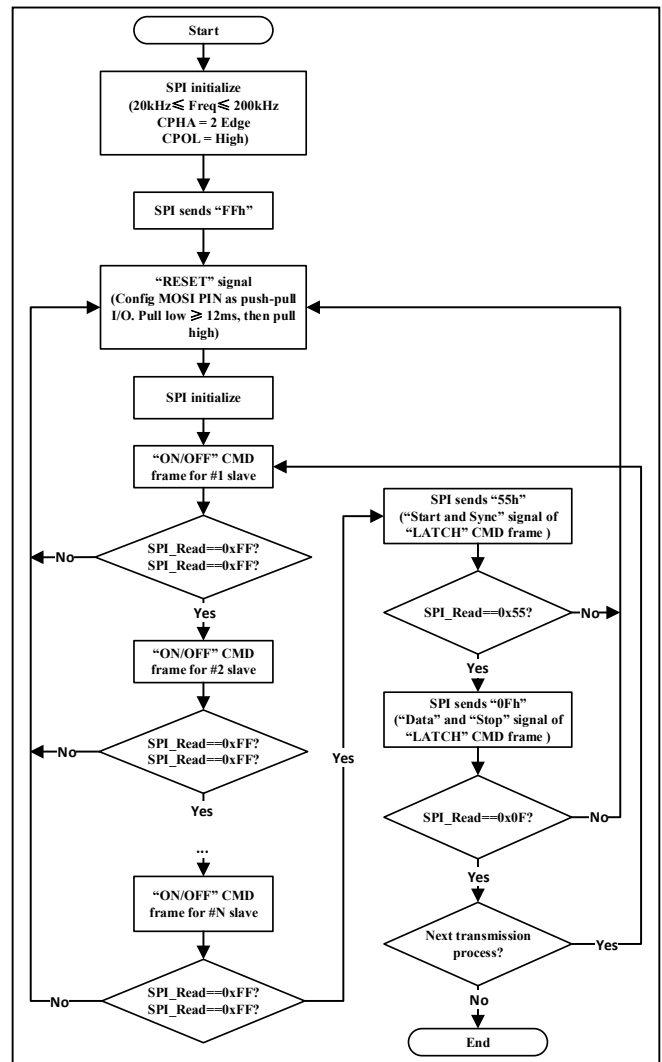 Start
SPI initialize
(20kHz≤ Freq≤ 200kHz
CPHA = 2 Edge
CPOL = High)
SPI sends “FFh”
“RESET” signal
(Config MOSI PIN as push-pull
I/O. Pull low ≥ 12ms, then pull
high)
SPI initialize
“ON/OFF” CMD
frame for #1 slave
SPI_Read==0xFF?
SPI_Read==0xFF?
No
Yes
“ON/OFF” CMD
frame for #2 slave
SPI_Read==0xFF?
SPI_Read==0xFF?
No
Yes
...
“ON/OFF” CMD
frame for #N slave
SPI_Read==0xFF?
SPI_Read==0xFF?
No
Yes
SPI sends “55h”
(“Start and Sync” signal of
“LATCH” CMD frame )
SPI_Read==0x55?
No
Yes
SPI sends “0Fh”
(“Data” and “Stop” signal of
“LATCH” CMD frame )
SPI_Read==0x0F?
No
Yes
Next transmission
process?
Yes
No
End